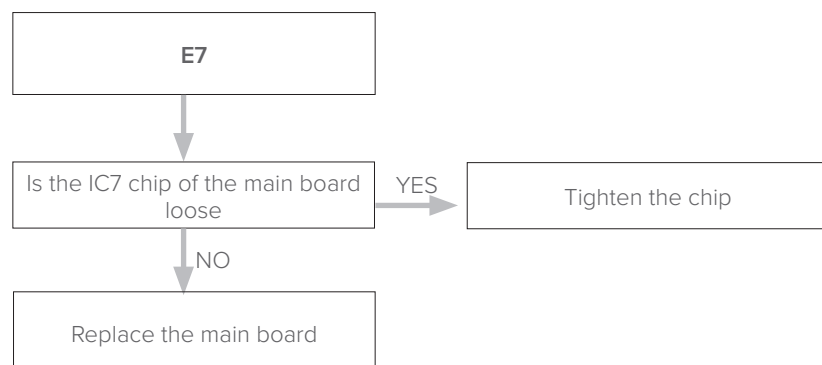 E7
Is the IC7 chip of the main board
loose
YES
Tighten the chip
NO
Replace the main board